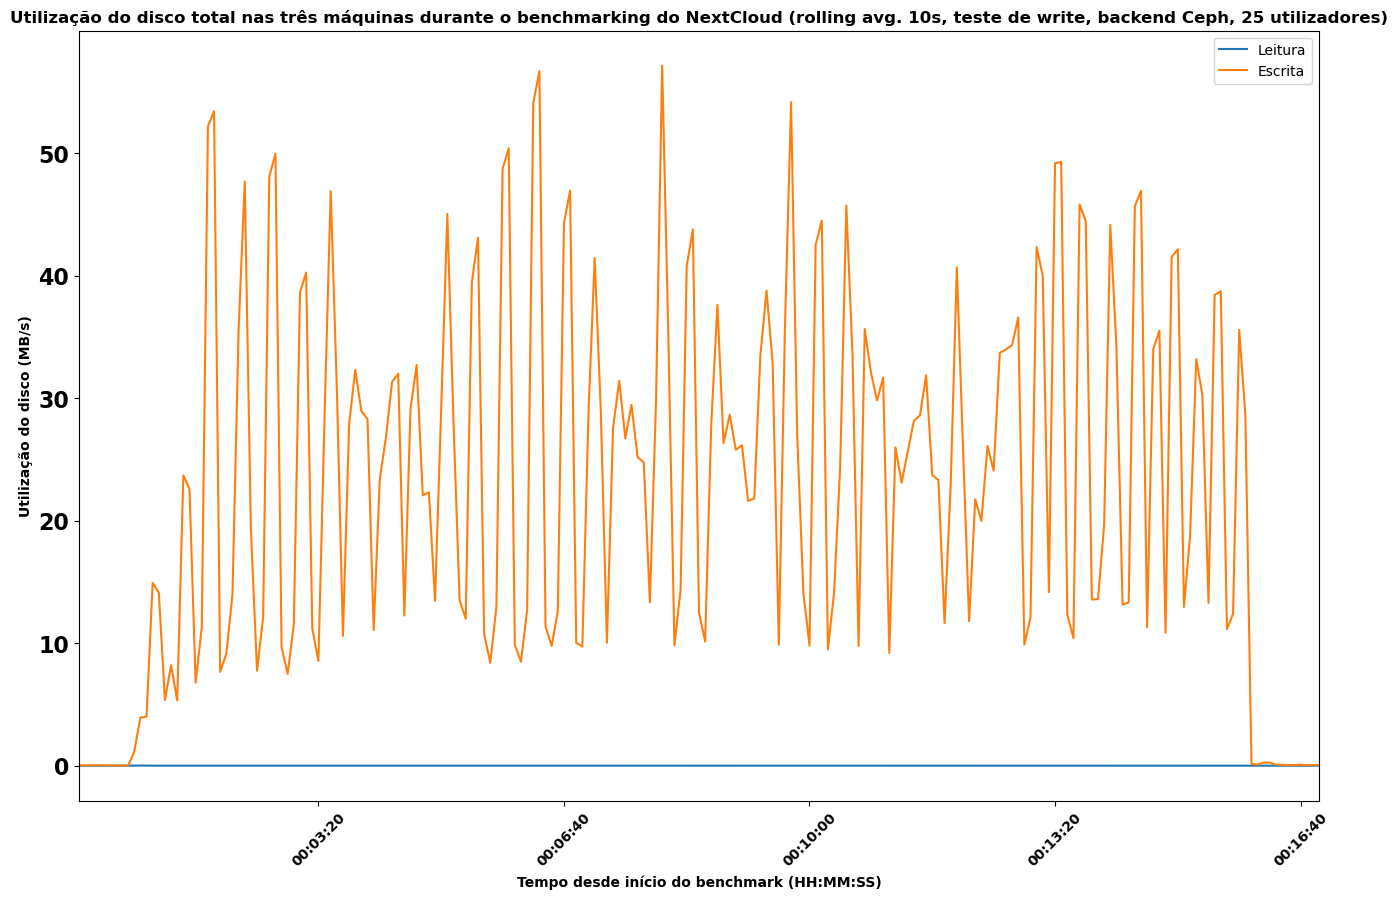 Utilização do disco total nas três máquinas durante o benchmarking do NextCloud (rolling avg. 10s, teste de write, backend Ceph, 25 utilizadores)
Leitura
Escrita
Utilização do disco (MB/s)
50
40
30
20
10
0
00:03:20
00:06:40
00:10:00
00:13:20
00:16:40
Tempo desde início do benchmark (HH:MM:SS)